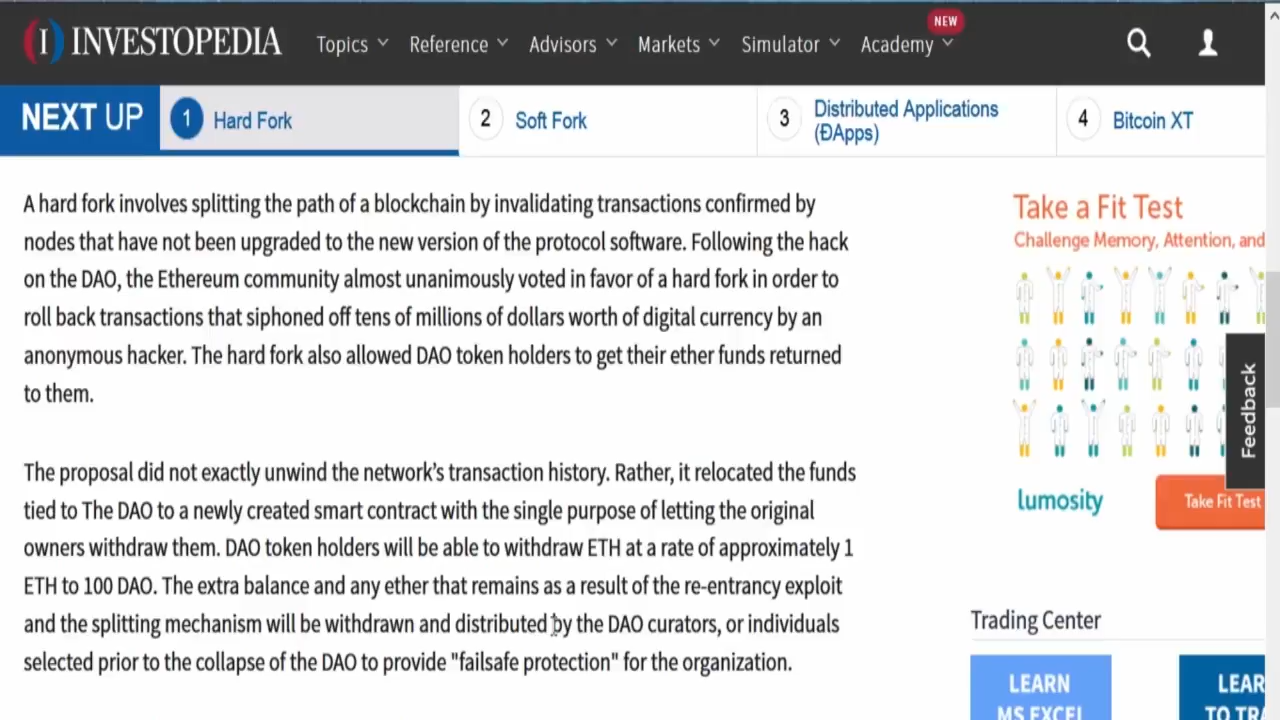 INVESTOPEDIA
Topics Reference Advisors Markets Simulator Academy NEW
NEXT UP 1 Hard Fork 2 Soft Fork 3 Distributed Applications (ĐApps) 4 Bitcoin XT
A hard fork involves splitting the path of a blockchain by invalidating transactions confirmed by
nodes that have not been upgraded to the new version of the protocol software. Following the hack
on the DAO, the Ethereum community almost unanimously voted in favor of a hard fork in order to
roll back transactions that siphoned off tens of millions of dollars worth of digital currency by an
anonymous hacker. The hard fork also allowed DAO token holders to get their ether funds returned
to them.
The proposal did not exactly unwind the network's transaction history. Rather, it relocated the funds
tied to The DAO to a newly created smart contract with the single purpose of letting the original
owners withdraw them. DAO token holders will be able to withdraw ETH at a rate of approximately 1
ETH to 100 DAO. The extra balance and any ether that remains as a result of the re-entrancy exploit
and the splitting mechanism will be withdrawn and distributed by the DAO curators, or individuals
selected prior to the collapse of the DAO to provide "failsafe protection" for the organization.
Take a Fit Test
Challenge Memory, Attention, and
lumosity
Take Fit Test
Feedback
Trading Center
LEARN
MS EXCEL
LEAR
TO TRA